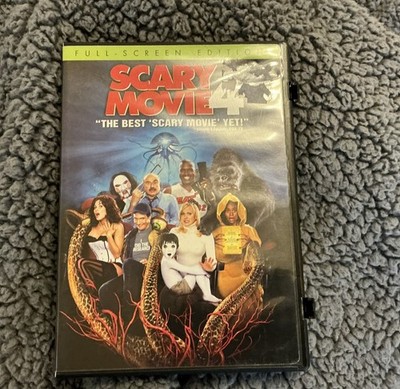 FULL-SCREEN EDITION
SCARY
MOVIE 4
"THE BEST 'SCARY MOVIE' YET!"